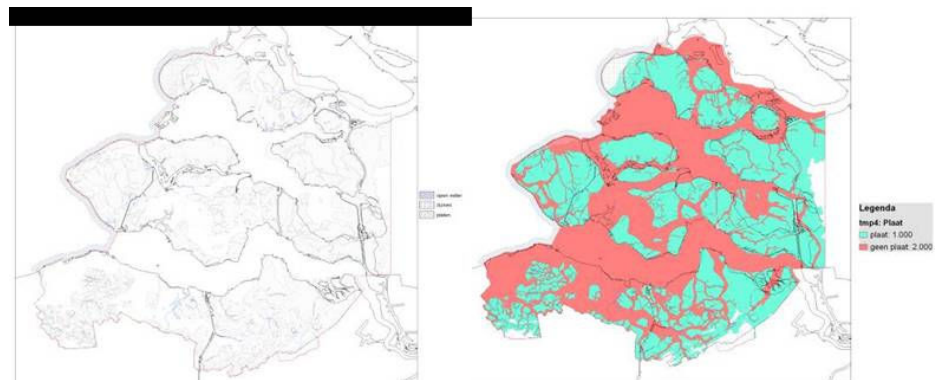 open water
duinen
platen
Legenda
tmp4: Plaat
plaat: 1.000
geen plaat: 2.000